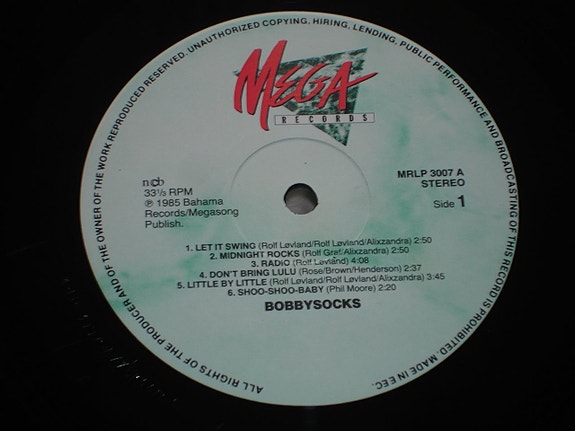 ALL RIGHTS OF THE PRODUCER AND OF THE OWNER OF THE WORK REPRODUCED RESERVED. UNAUTHORIZED COPYING, HIRING, LENDING, PUBLIC PERFORMANCE AND BROADCASTING OF THIS RECORD IS PROHIBITED. MADE IN EEC.
MEGA
RECORDS
ncb
33⅓ RPM
℗ 1985 Bahama
Records/Megasong
Publish.
MRLP 3007 A
STEREO
Side 1
1. LET IT SWING (Rolf Løvland/Rolf Løvland/Alixzandra) 2:50
2. MIDNIGHT ROCKS (Rolf Graf/Alixzandra) 2:50
3. RADIO (Rolf Løvland) 4:08
4. DON'T BRING LULU (Rose/Brown/Henderson) 2:37
5. LITTLE BY LITTLE (Rolf Løvland/Rolf Løvland/Alixzandra) 3:45
6. SHOO-SHOO-BABY (Phil Moore) 2:20
BOBBYSOCKS